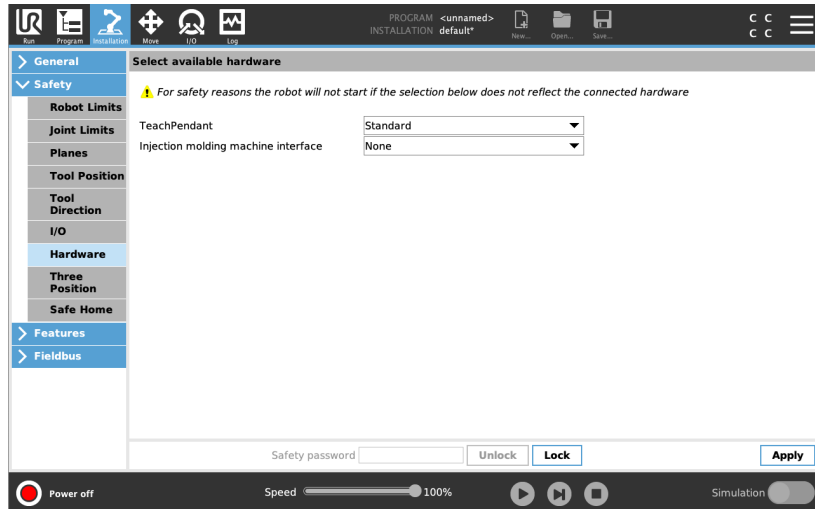 PROGRAM <unnamed>
INSTALLATION default*
Run Program Installation Move I/O Log New... Open... Save...
C C
C C
General
Safety
Robot Limits
Joint Limits
Planes
Tool Position
Tool
Direction
I/O
Hardware
Three
Position
Safe Home
Features
Fieldbus
Select available hardware
For safety reasons the robot will not start if the selection below does not reflect the connected hardware
TeachPendant Standard
Injection molding machine interface None
Safety password Unlock Lock Apply
Power off Speed 100% Simulation